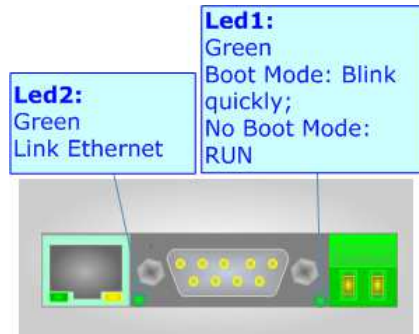 Led2:
Green
Link Ethernet
Led1:
Green
Boot Mode: Blink
quickly;
No Boot Mode:
RUN